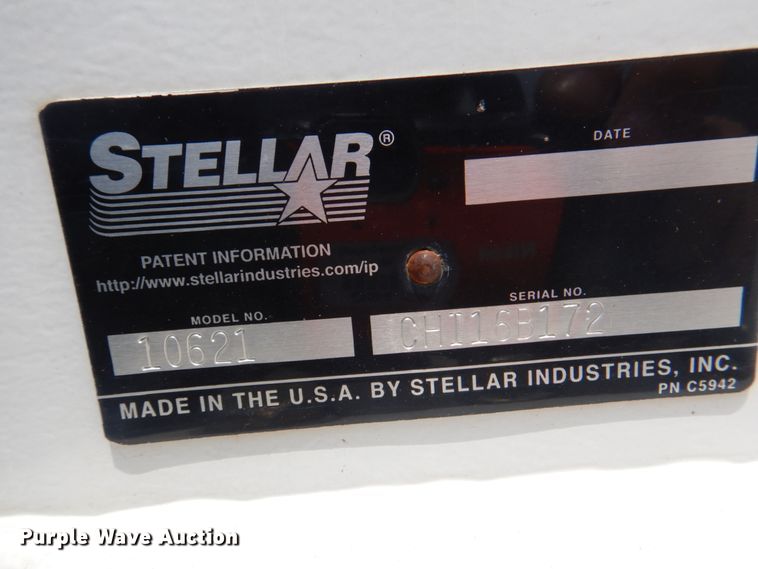 STELLAR®
DATE
PATENT INFORMATION
http://www.stellarindustries.com/ip
MODEL NO.
SERIAL NO.
10621
CHI16B172
MADE IN THE U.S.A. BY STELLAR INDUSTRIES, INC.
PN C5942
Purple Wave Auction